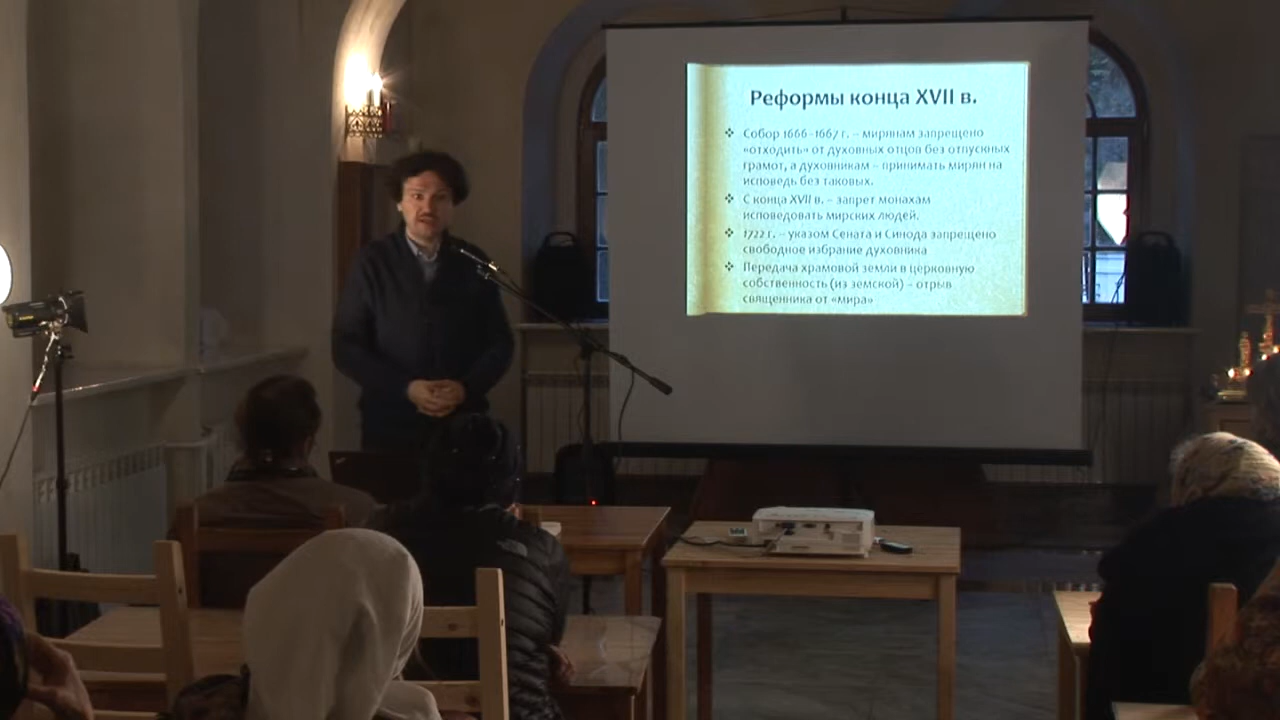 Реформы конца XVII в.
❖ Собор 1666–1667 г. – мирянам запрещено
«отходить» от духовных отцов без отпускных
грамот, а духовникам – принимать мирян на
исповедь без таковых.
❖ С конца XVII в. – запрет монахам
исповедовать мирских людей.
❖ 1722 г. – указом Сената и Синода запрещено
свободное избрание духовника
❖ Передача храмовой земли в церковную
собственность (из земской) – отрыв
священника от «мира»